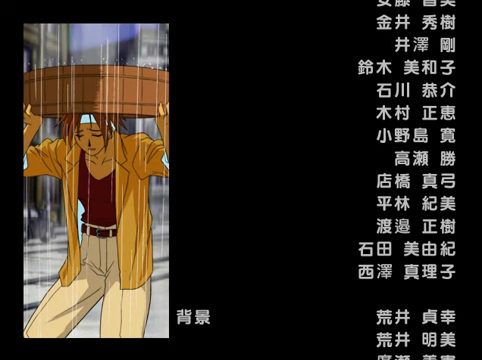 金井 秀樹
井澤 剛
鈴木 美和子
石川 恭介
木村 正恵
小野島 寛
高瀬 勝
店橋 真弓
平林 紀美
渡邉 正樹
石田 美由紀
西澤 真理子
背景
荒井 貞幸
荒井 明美